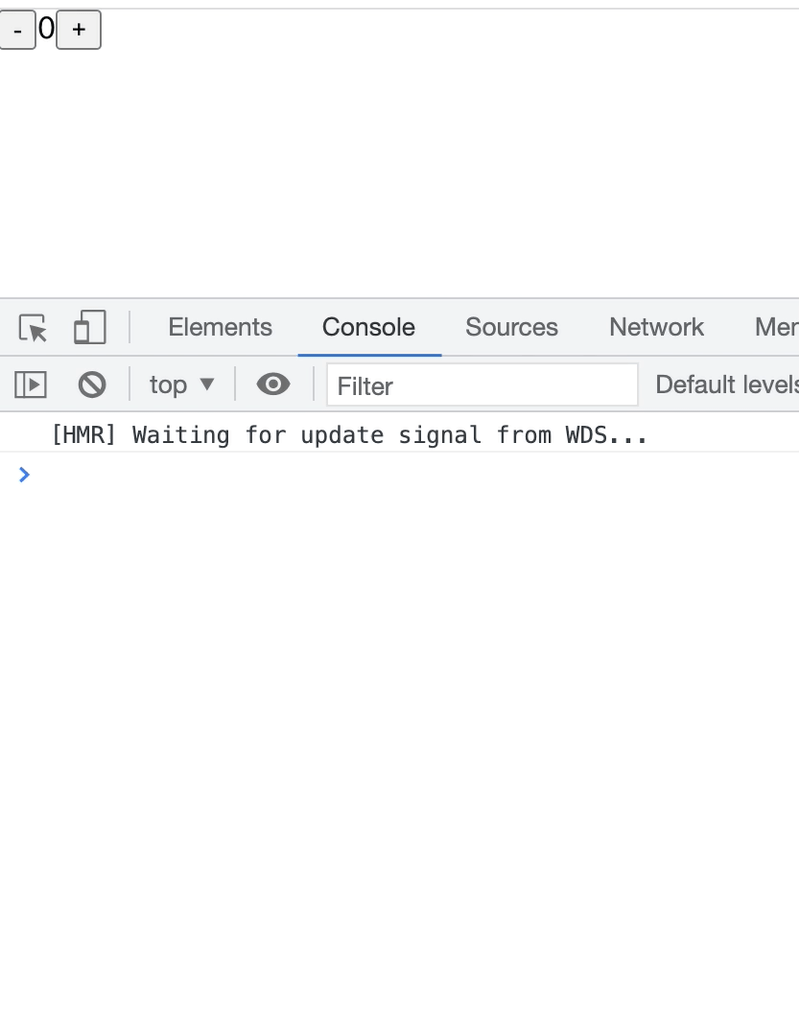 - 0 +
Elements Console Sources Network Mer
top ▼ Filter Default levels
[HMR] Waiting for update signal from WDS...
>